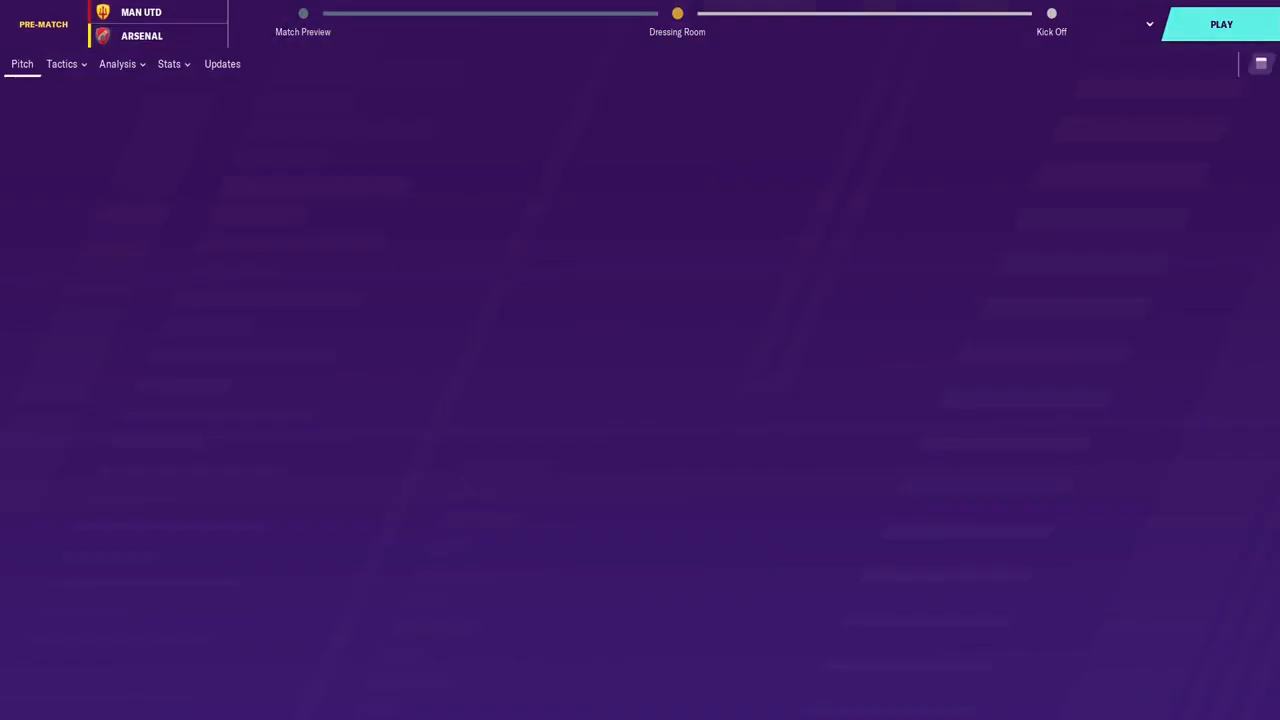 PRE-MATCH
MAN UTD
ARSENAL
Match Preview
Dressing Room
Kick Off
PLAY
Pitch Tactics Analysis Stats Updates